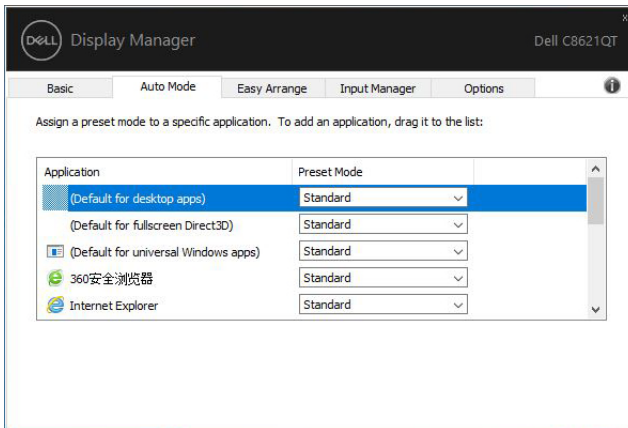 DELL Display Manager
Dell C8621QT
Basic Auto Mode Easy Arrange Input Manager Options
Assign a preset mode to a specific application. To add an application, drag it to the list:
Application Preset Mode
(Default for desktop apps) Standard
(Default for fullscreen Direct3D) Standard
(Default for universal Windows apps) Standard
360安全浏览器 Standard
Internet Explorer Standard